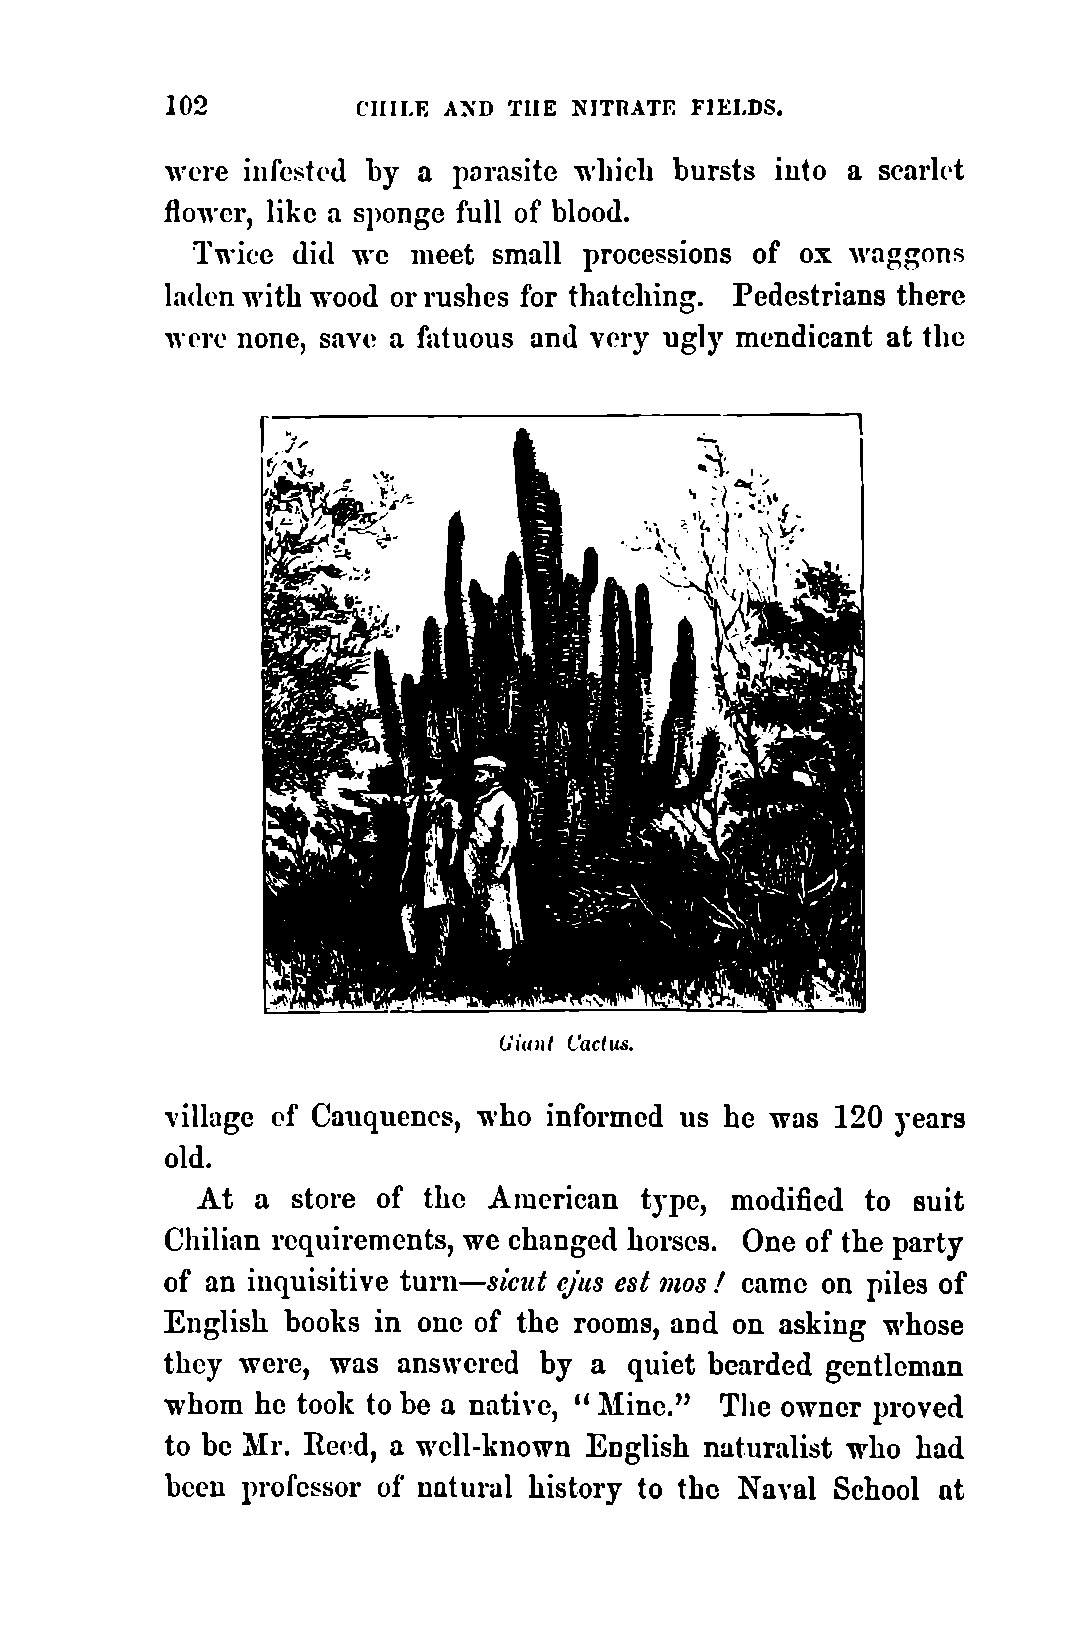 102 CHILE AND THE NITRATE FIELDS.
were infested by a parasite which bursts into a scarlet
flower, like a sponge full of blood.
Twice did we meet small processions of ox waggons
laden with wood or rushes for thatching. Pedestrians there
were none, save a fatuous and very ugly mendicant at the
Giant Cactus.
village of Cauquenes, who informed us he was 120 years
old.
At a store of the American type, modified to suit
Chilian requirements, we changed horses. One of the party
of an inquisitive turn—sicut ejus est mos! came on piles of
English books in one of the rooms, and on asking whose
they were, was answered by a quiet bearded gentleman
whom he took to be a native, “Mine.” The owner proved
to be Mr. Reed, a well-known English naturalist who had
been professor of natural history to the Naval School at